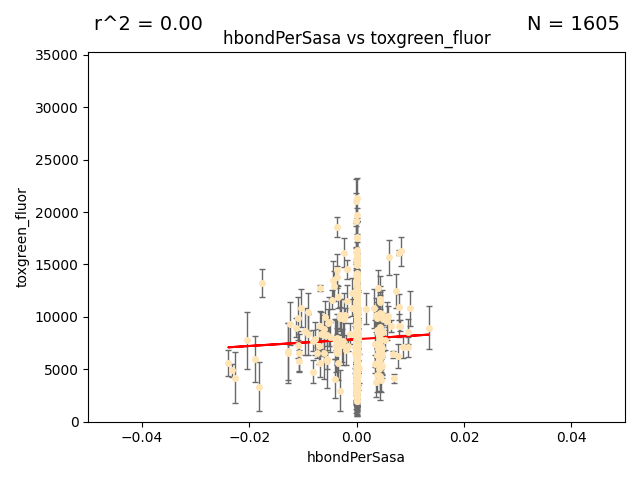 r^2 = 0.00
N = 1605
hbondPerSasa vs toxgreen_fluor
35000
30000
25000
20000
15000
10000
5000
0
toxgreen_fluor
−0.04
−0.02
0.00
0.02
0.04
hbondPerSasa